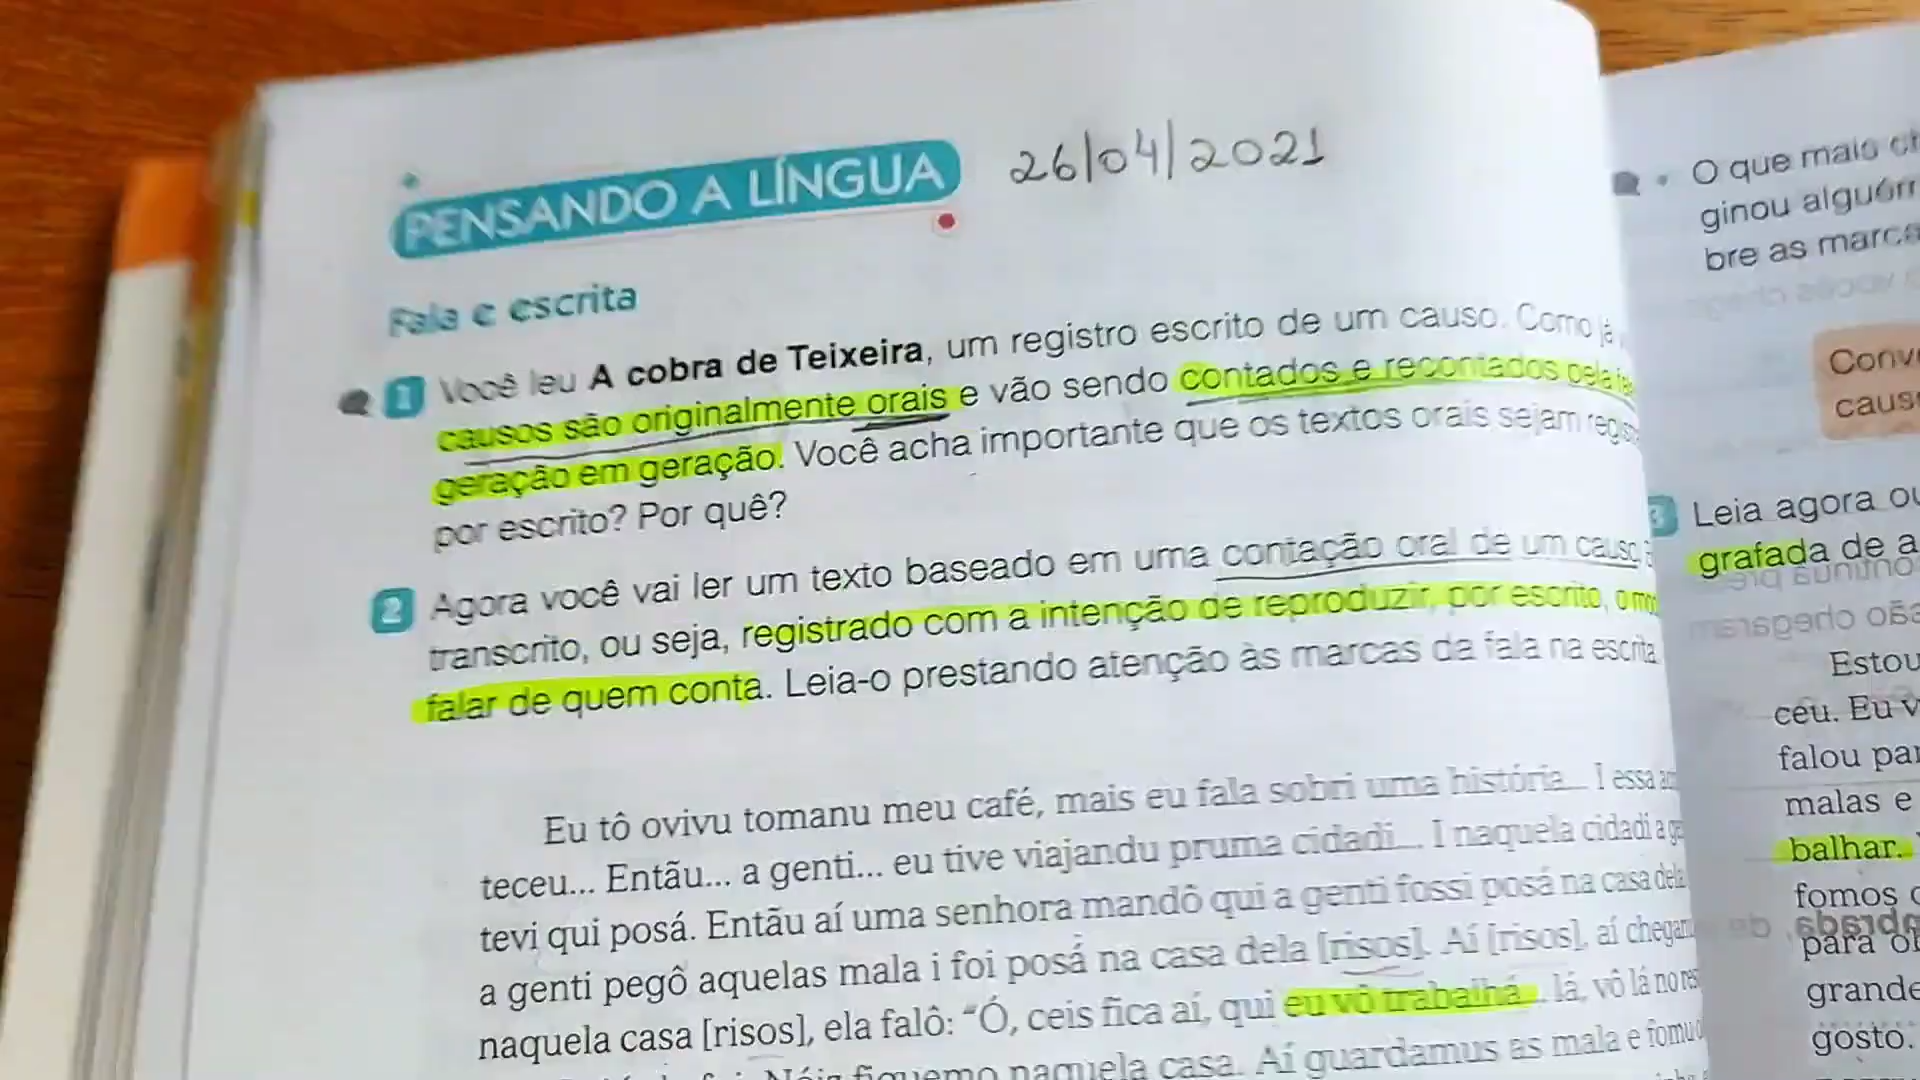 PENSANDO A LÍNGUA
26/04/2021
Fala e escrita
1 Você leu A cobra de Teixeira, um registro escrito de um causo. Como já
causos são originalmente orais e vão sendo contados e recontados pela
geração em geração. Você acha importante que os textos orais sejam
por escrito? Por quê?
2 Agora você vai ler um texto baseado em uma contação oral de um causo,
transcrito, ou seja, registrado com a intenção de reproduzir, por escrito, o
falar de quem conta. Leia-o prestando atenção às marcas da fala na escrita
Eu tô ovivu tomanu meu café, mais eu fala sobri uma história... I essa
teceu... Entãu... a genti... eu tive viajandu pruma cidadi... I naquela cidadi a
tevi qui posá. Entãu aí uma senhora mandô qui a genti fossi posá na casa dela
a genti pegô aquelas mala i foi posá na casa dela [risos]. Aí [risos], aí
naquela casa [risos], ela falô: “Ó, ceis fica aí, qui eu vô trabalhá... lá, vô lá no
naquela casa. Aí guardamus as mala e
O que mais
ginou
bre as
3 Leia agora
grafada de a
Estou
ceu. Eu
falou
malas e
balhar.
fomos
para
gosto.